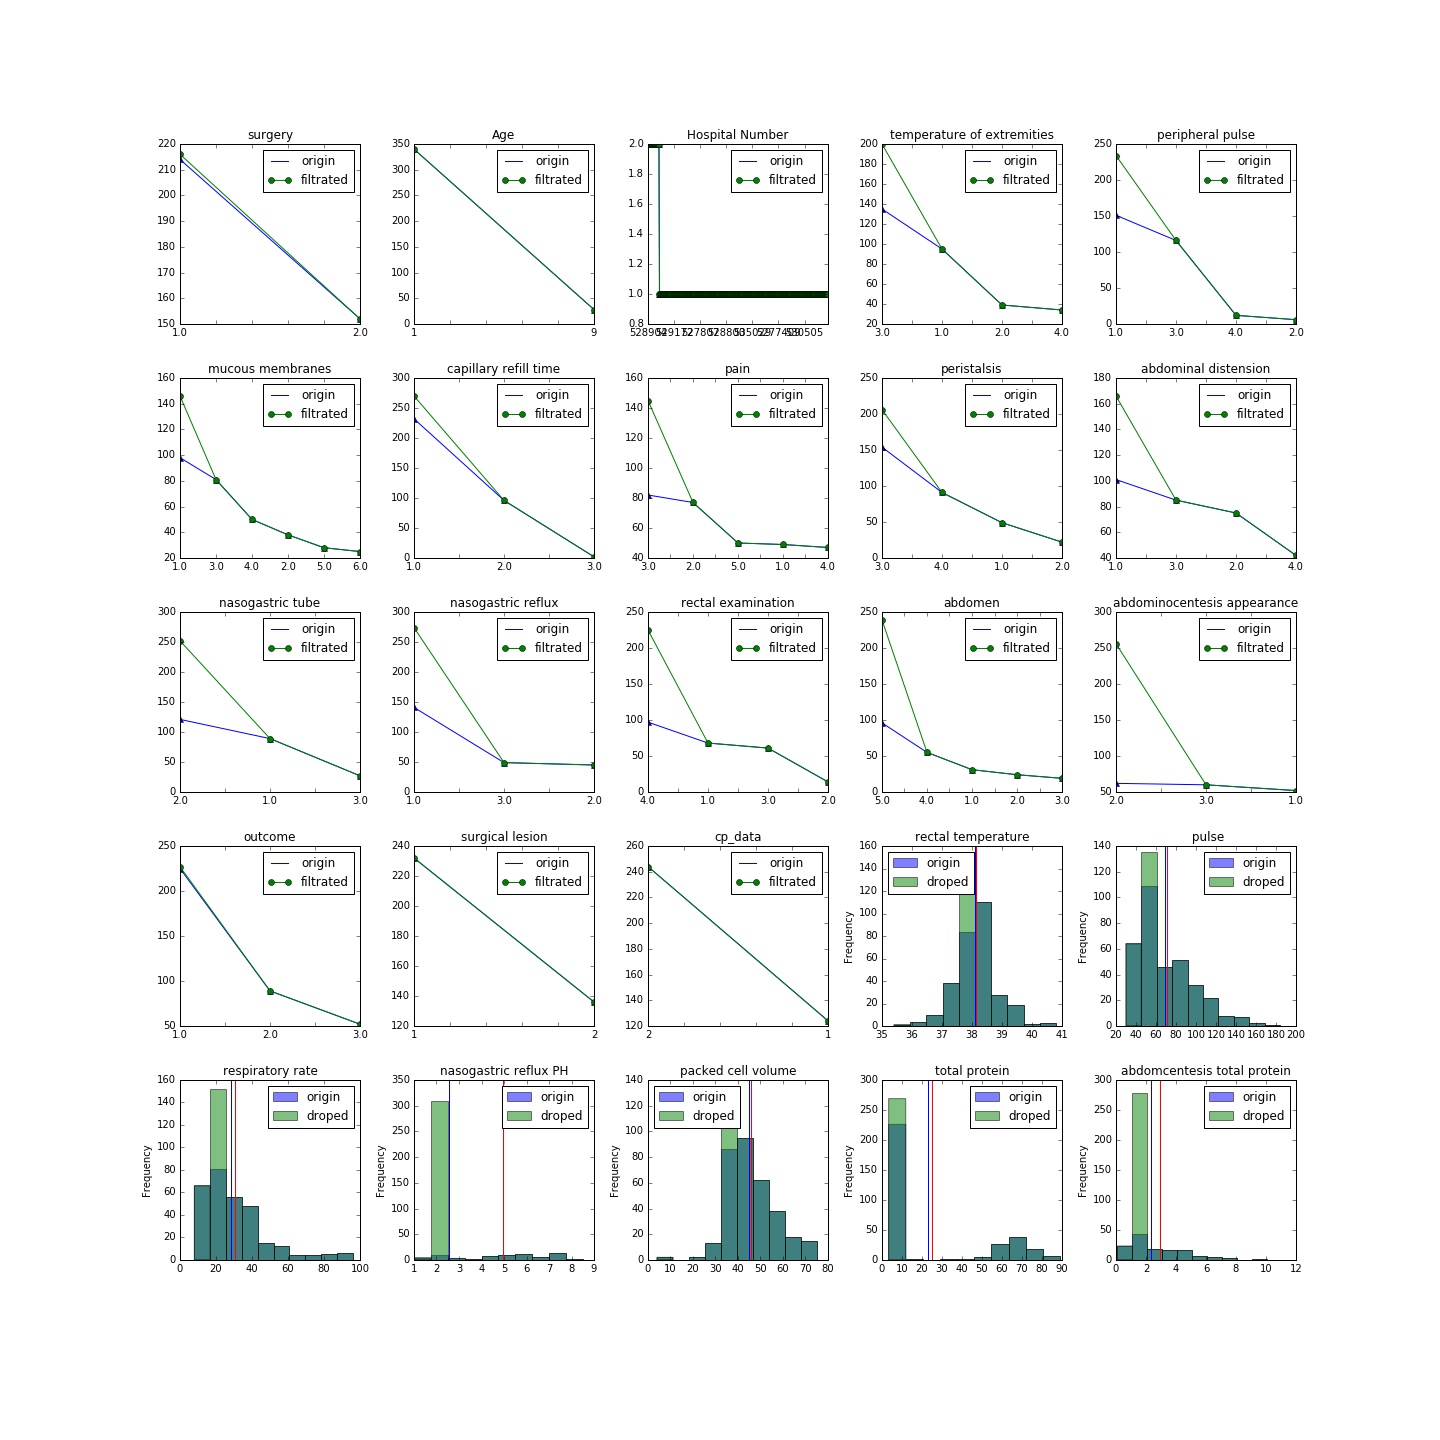 surgery
220
210
200
190
180
170
160
150
origin
filtrated
1.0 2.0
Age
350
300
250
200
150
100
50
0
origin
filtrated
1 9
Hospital Number
2.0
1.8
1.6
1.4
1.2
1.0
0.8
origin
filtrated
temperature of extremities
200
180
160
140
120
100
80
60
40
20
origin
filtrated
3.0 1.0 2.0 4.0
peripheral pulse
250
200
150
100
50
0
origin
filtrated
1.0 3.0 4.0 2.0
mucous membranes
160
140
120
100
80
60
40
20
origin
filtrated
1.0 3.0 4.0 2.0 5.0 6.0
capillary refill time
300
250
200
150
100
50
0
origin
filtrated
1.0 2.0 3.0
pain
160
140
120
100
80
60
40
origin
filtrated
3.0 2.0 5.0 1.0 4.0
peristalsis
250
200
150
100
50
0
origin
filtrated
3.0 4.0 1.0 2.0
abdominal distension
180
160
140
120
100
80
60
40
origin
filtrated
1.0 3.0 2.0 4.0
nasogastric tube
300
250
200
150
100
50
0
origin
filtrated
2.0 1.0 3.0
nasogastric reflux
300
250
200
150
100
50
0
origin
filtrated
1.0 3.0 2.0
rectal examination
250
200
150
100
50
0
origin
filtrated
4.0 1.0 3.0 2.0
abdomen
250
200
150
100
50
0
origin
filtrated
5.0 4.0 1.0 2.0 3.0
abdominocentesis appearance
300
250
200
150
100
50
origin
filtrated
2.0 3.0 1.0
outcome
250
200
150
100
50
origin
filtrated
1.0 2.0 3.0
surgical lesion
240
220
200
180
160
140
120
origin
filtrated
1 2
cp_data
260
240
220
200
180
160
140
120
origin
filtrated
2 1
rectal temperature
160
140
120
100
80
60
40
20
0
Frequency
origin
droped
35 36 37 38 39 40 41
pulse
140
120
100
80
60
40
20
0
Frequency
origin
droped
20 40 60 80 100 120 140 160 180 200
respiratory rate
160
140
120
100
80
60
40
20
0
Frequency
origin
droped
0 20 40 60 80 100
nasogastric reflux PH
350
300
250
200
150
100
50
0
Frequency
origin
droped
1 2 3 4 5 6 7 8 9
packed cell volume
140
120
100
80
60
40
20
0
Frequency
origin
droped
0 10 20 30 40 50 60 70 80
total protein
300
250
200
150
100
50
0
Frequency
origin
droped
0 10 20 30 40 50 60 70 80 90
abdomcentesis total protein
300
250
200
150
100
50
0
Frequency
origin
droped
0 2 4 6 8 10 12